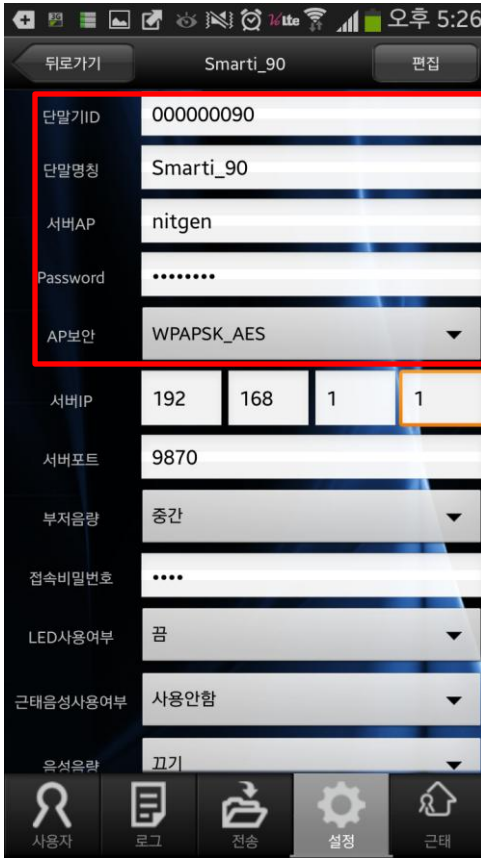 오후 5:26
뒤로가기 Smarti_90 편집
단말기ID 000000090
단말명칭 Smarti_90
서버AP nitgen
Password ••••••••
AP보안 WPAPSK_AES
서버IP 192 168 1 1
서버포트 9870
부저음량 중간
접속비밀번호 ••••
LED사용여부 끔
근태음성사용여부 사용안함
음성음량 끄기
사용자 로그 전송 설정 근태